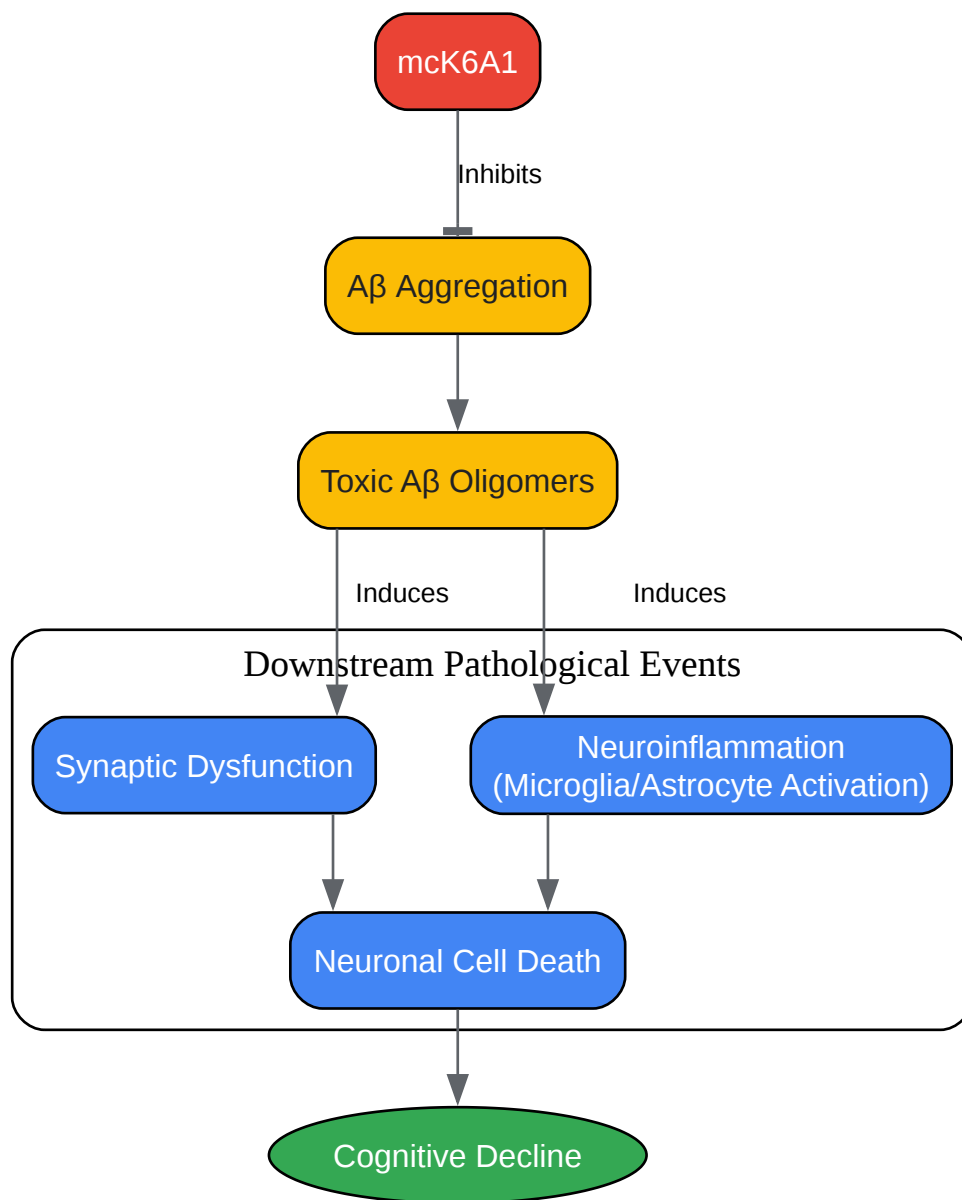 mcK6A1
Inhibits
Aβ Aggregation
Toxic Aβ Oligomers
Induces
Induces
Downstream Pathological Events
Synaptic Dysfunction
Neuroinflammation
(Microglia/Astrocyte Activation)
Neuronal Cell Death
Cognitive Decline